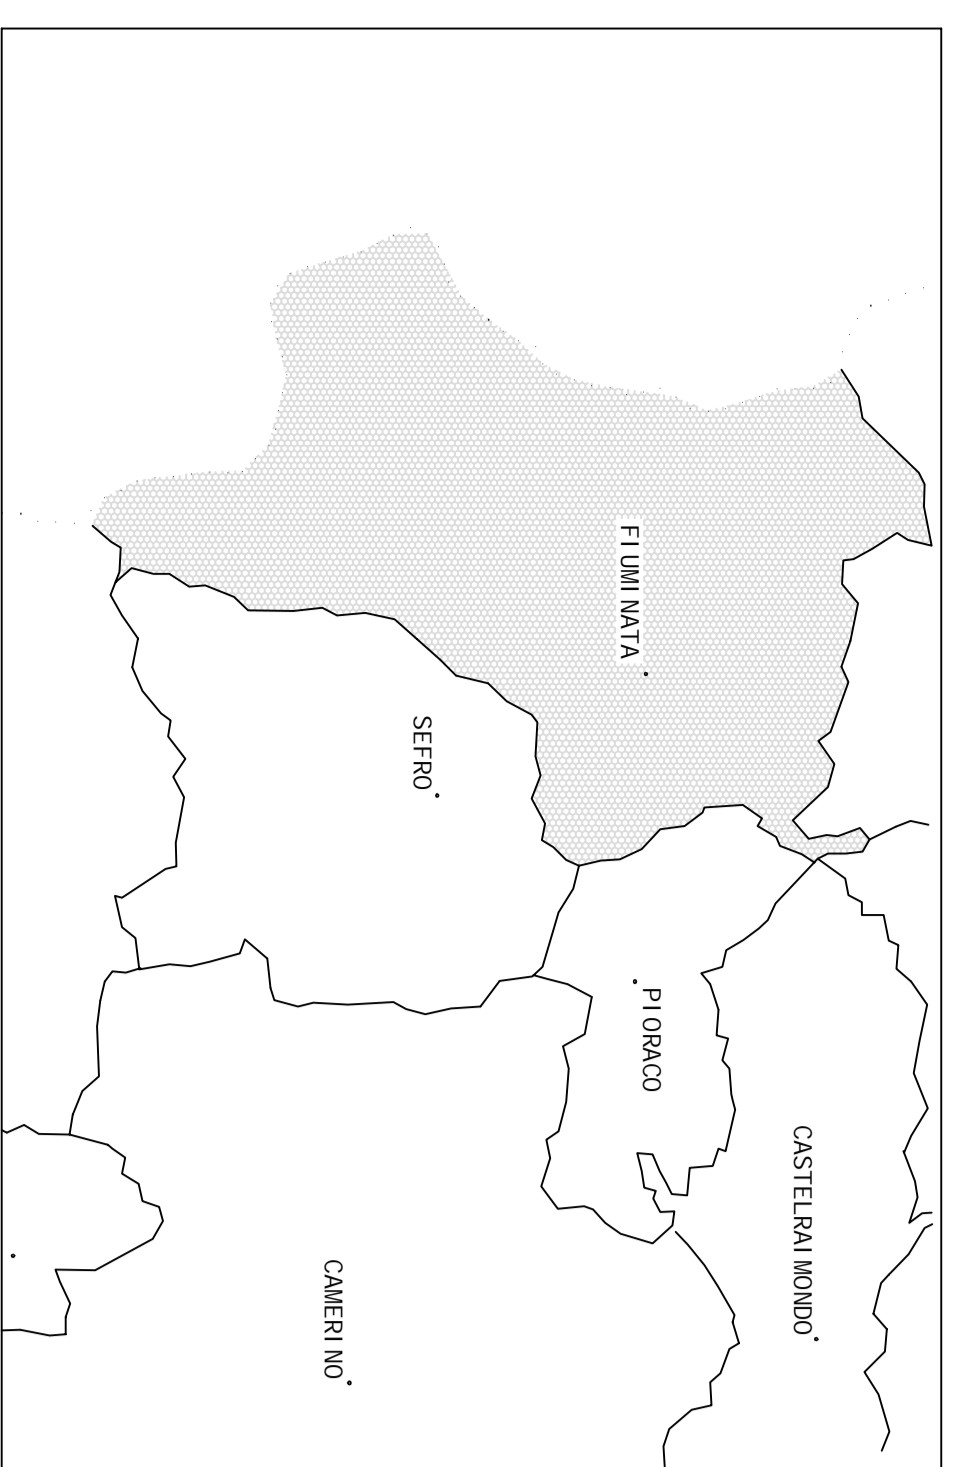 FIUMINATA
SEFRO
PIORACO
CASTELRAIMONDO
CAMERINO